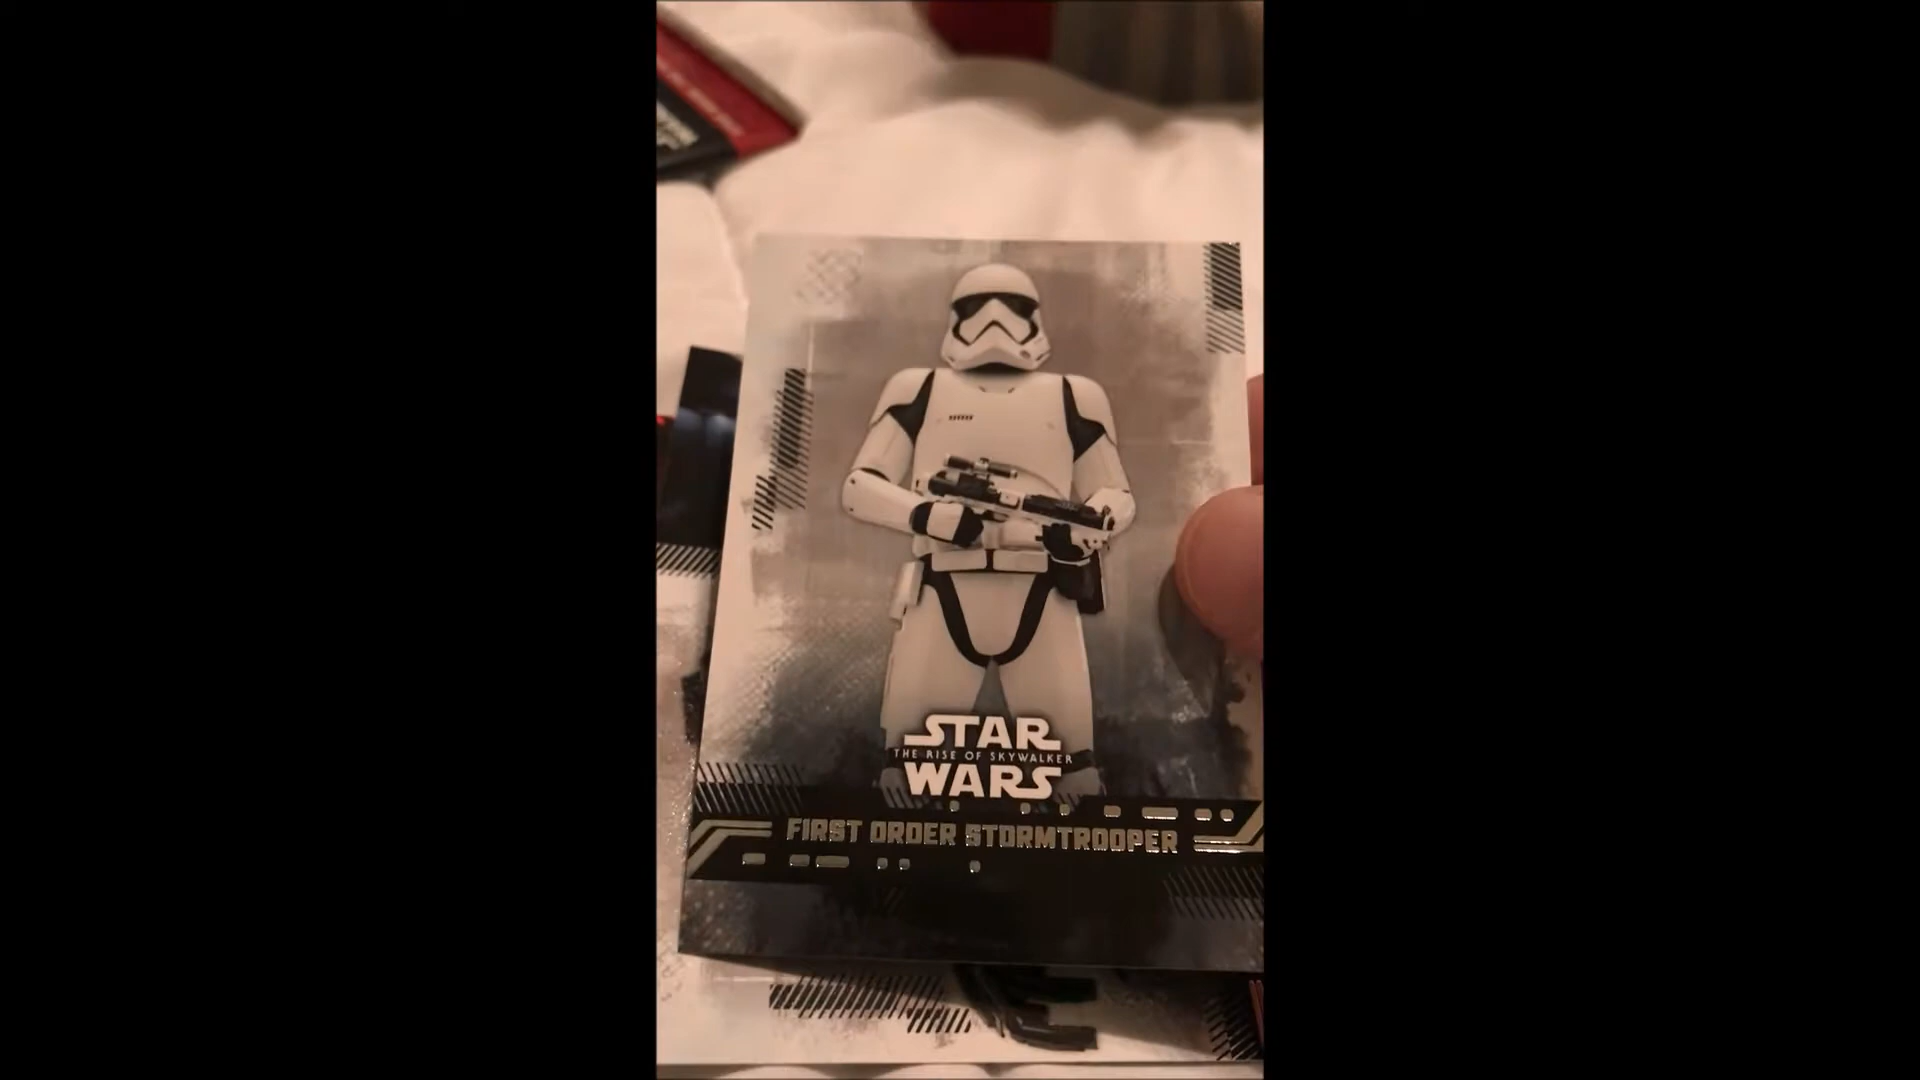 STAR
THE RISE OF SKYWALKER
WARS
FIRST ORDER STORMTROOPER